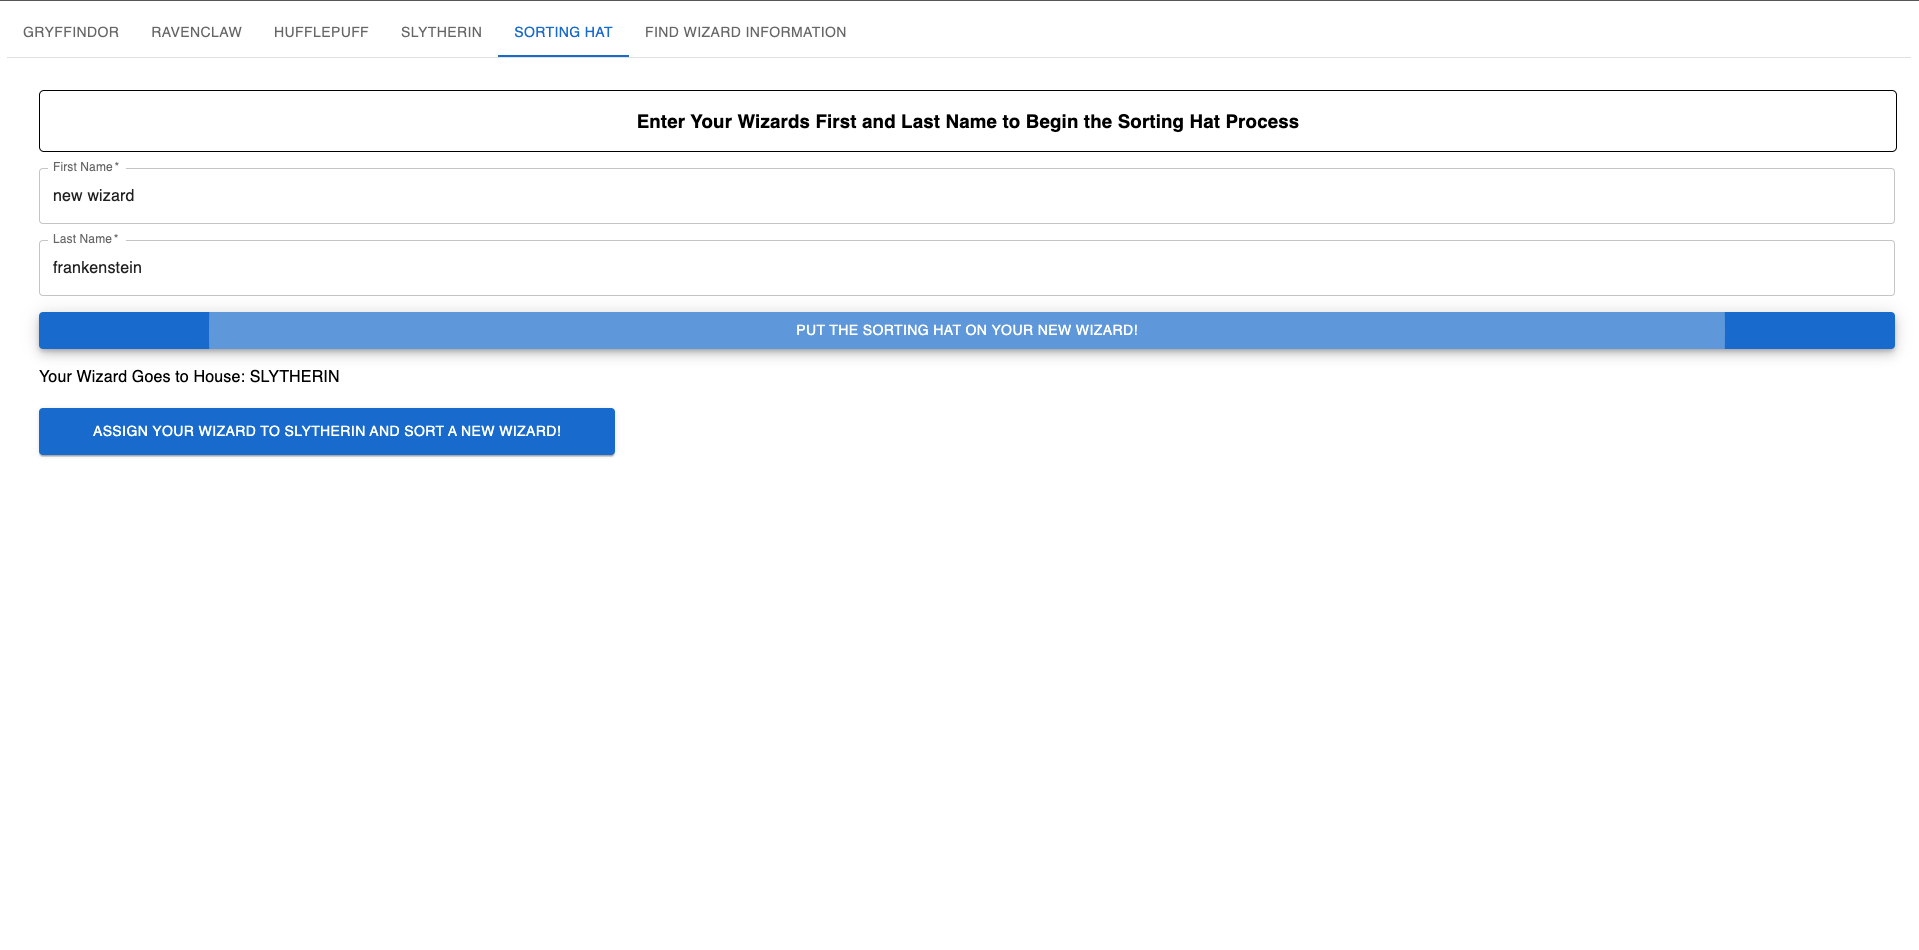 GRYFFINDOR RAVENCLAW HUFFLEPUFF SLYTHERIN SORTING HAT FIND WIZARD INFORMATION
Enter Your Wizards First and Last Name to Begin the Sorting Hat Process
First Name *
new wizard
Last Name *
frankenstein
PUT THE SORTING HAT ON YOUR NEW WIZARD!
Your Wizard Goes to House: SLYTHERIN
ASSIGN YOUR WIZARD TO SLYTHERIN AND SORT A NEW WIZARD!